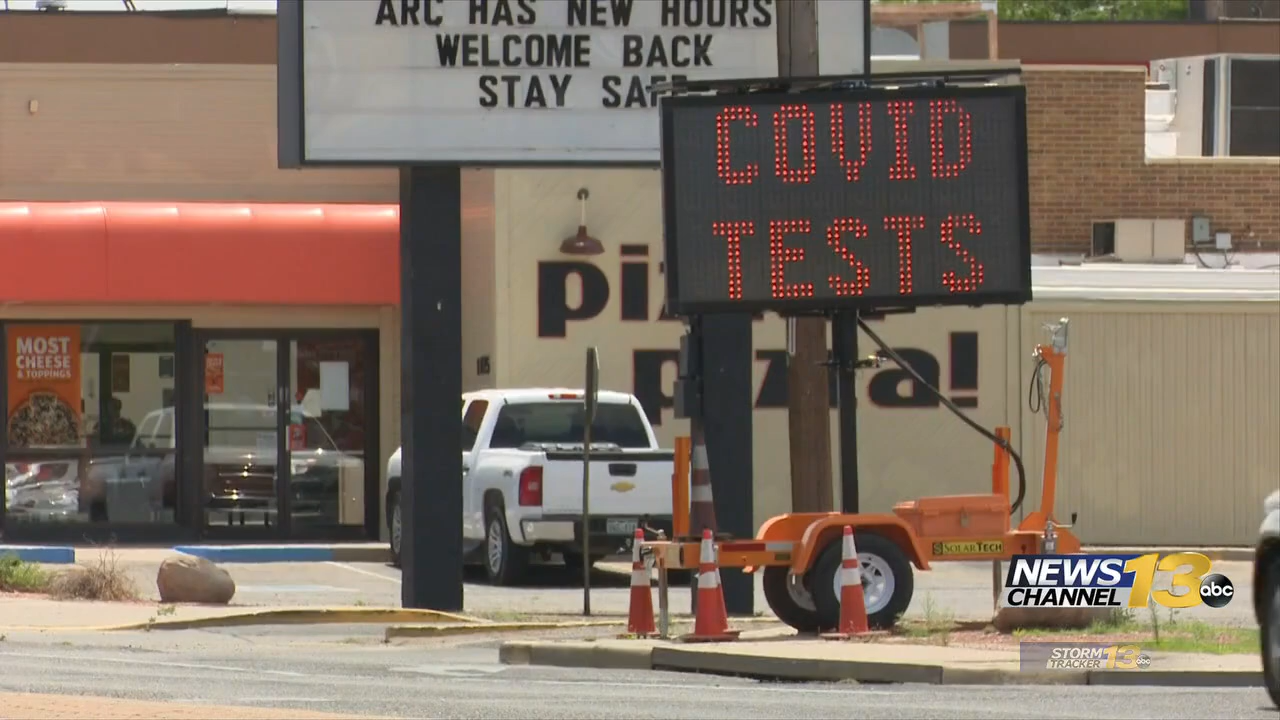 ARC HAS NEW HOURS
WELCOME BACK
STAY SAFE
COVID
TESTS
pizza!
MOST
CHEESE
& TOPPINGS
SOLARTECH
NEWS 13
CHANNEL abc
STORM 13 abc
TRACKER